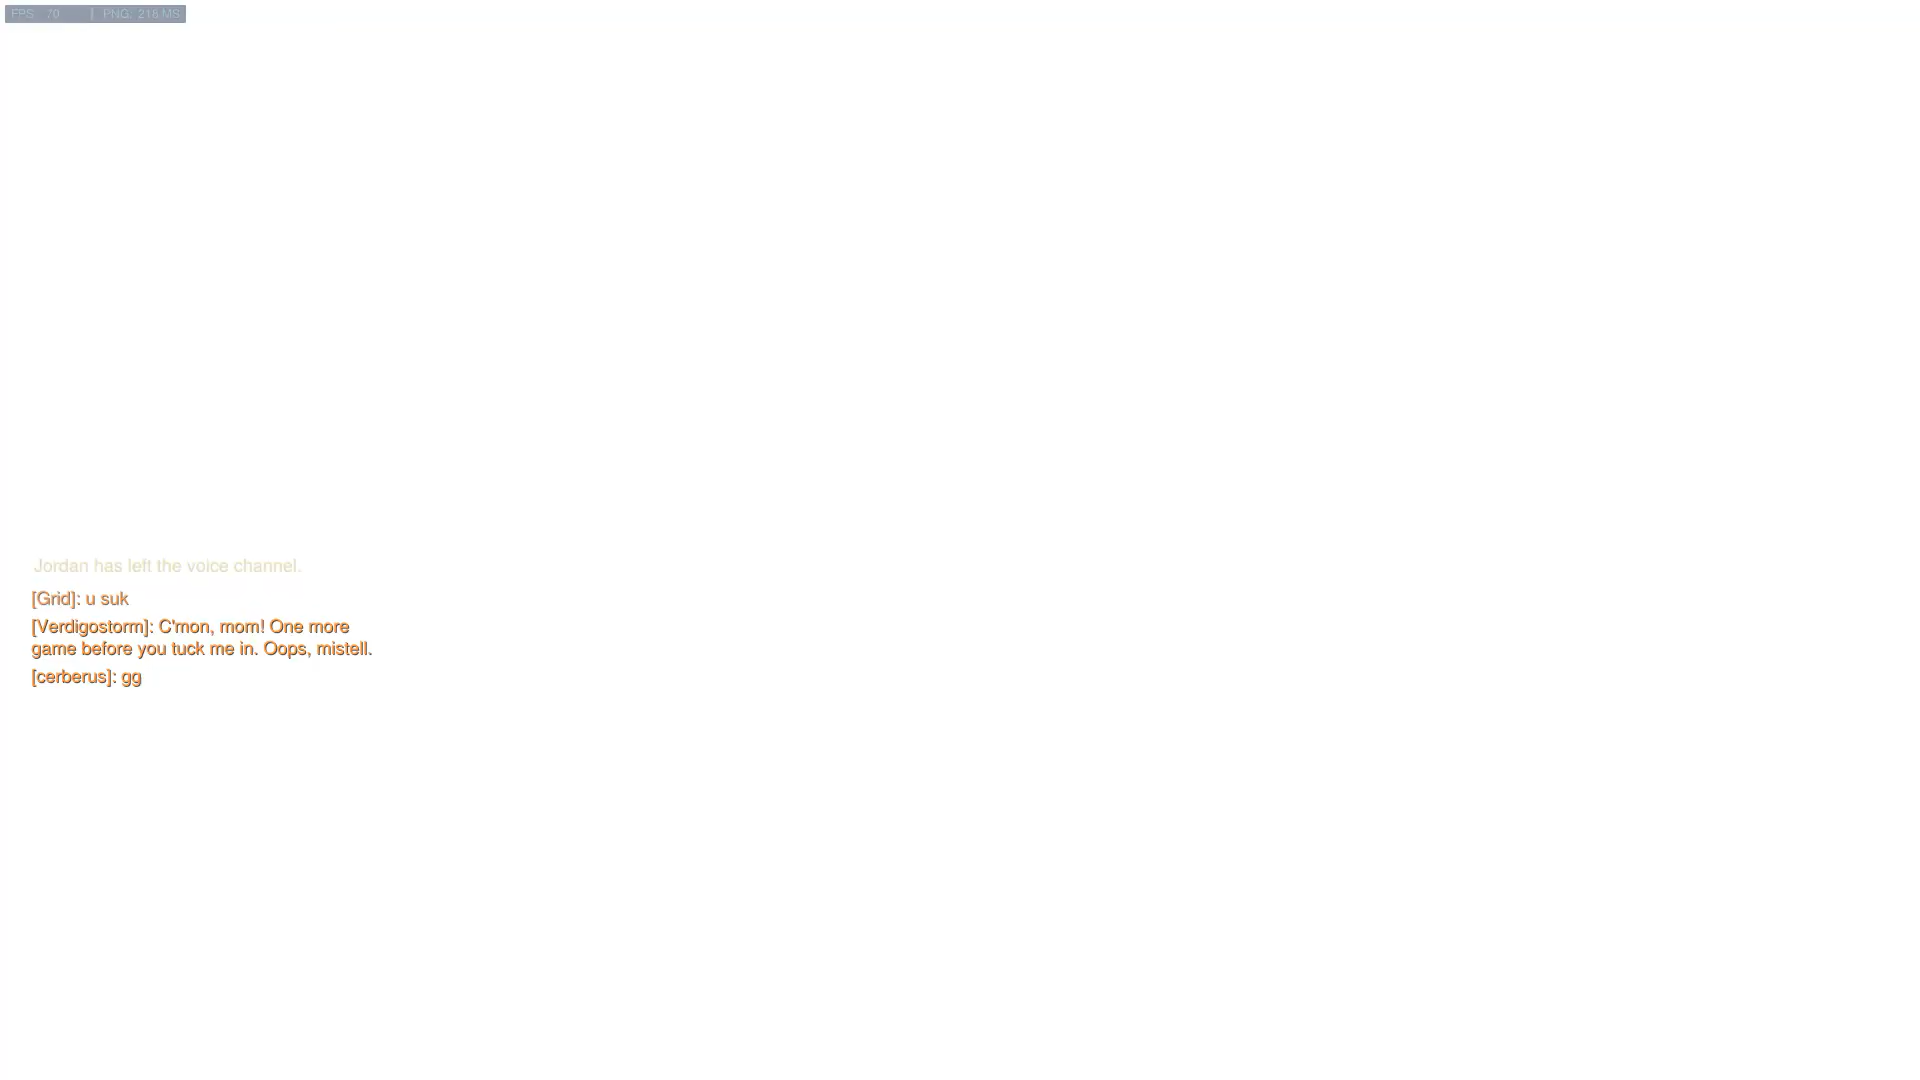 FPS 70 | PNG: 216 MS
Jordan has left the voice channel.
[Grid]: u suk
[Verdigostorm]: C'mon, mom! One more
game before you tuck me in. Oops, mistell.
[cerberus]: gg